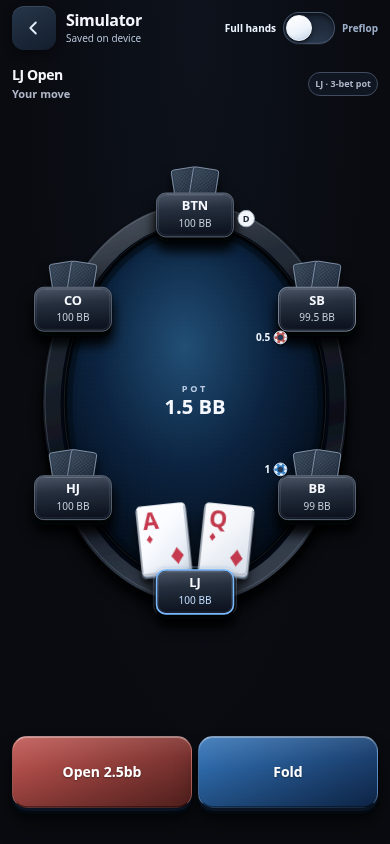 Simulator
Saved on device
Full hands
Preflop
LJ Open
Your move
LJ · 3-bet pot
BTN
100 BB
D
CO
100 BB
SB
99.5 BB
0.5
POT
1.5 BB
1
HJ
100 BB
BB
99 BB
A
Q
LJ
100 BB
Open 2.5bb
Fold